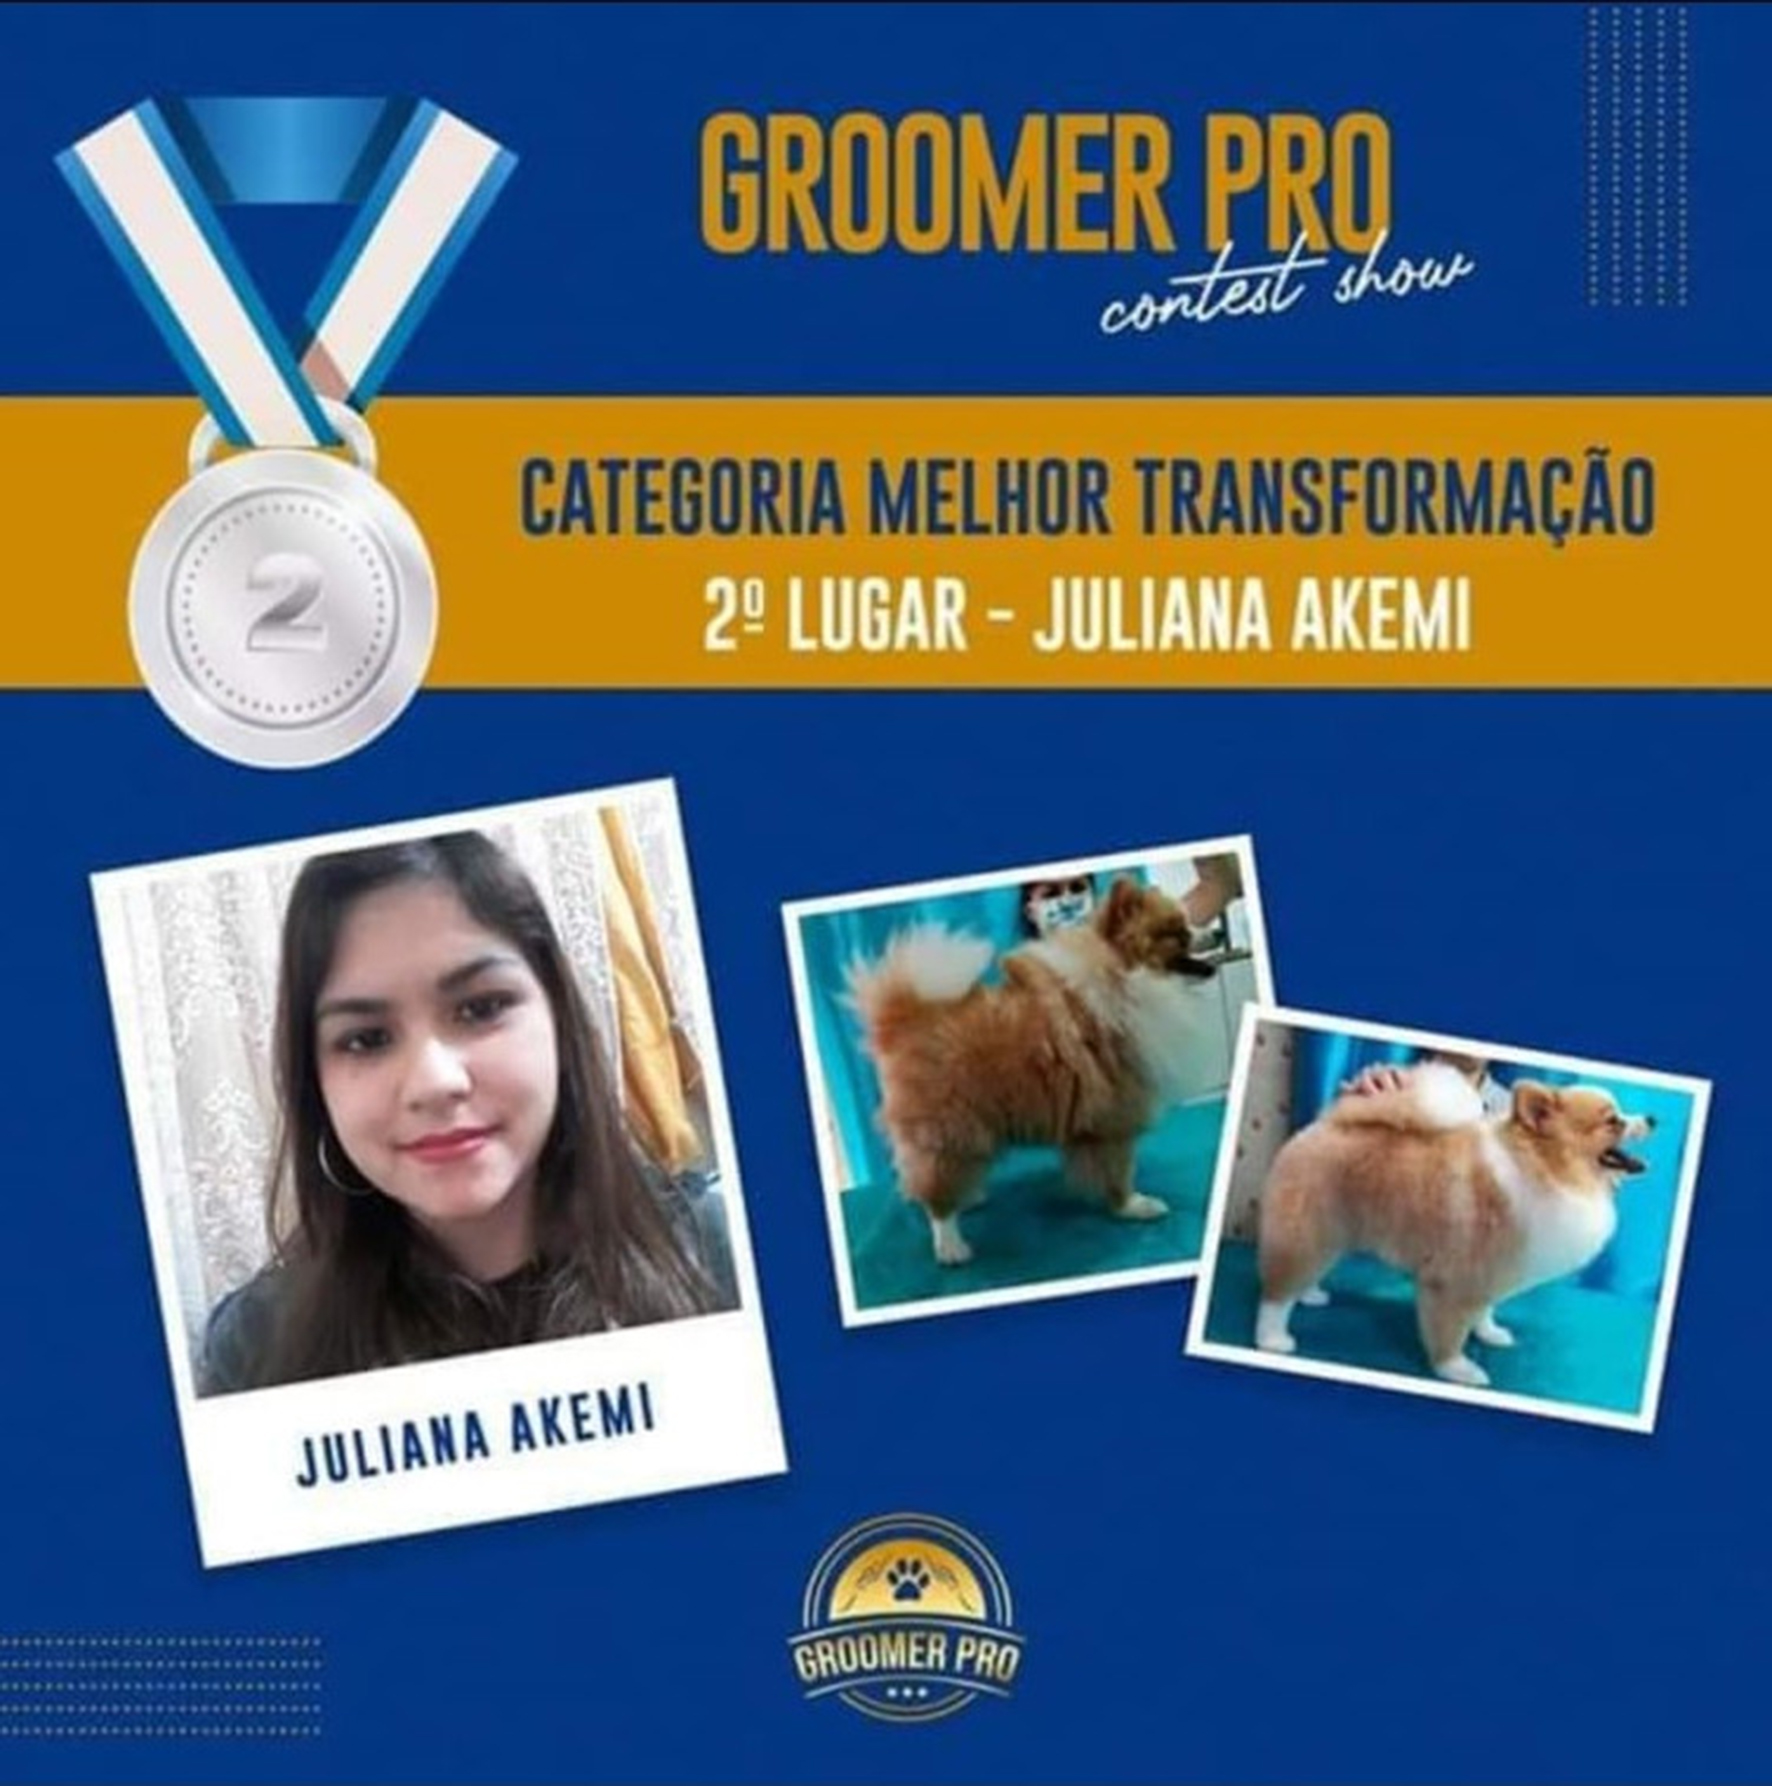 GROOMER PRO
contest show
CATEGORIA MELHOR TRANSFORMAÇÃO
2º LUGAR - JULIANA AKEMI
2
JULIANA AKEMI
GROOMER PRO